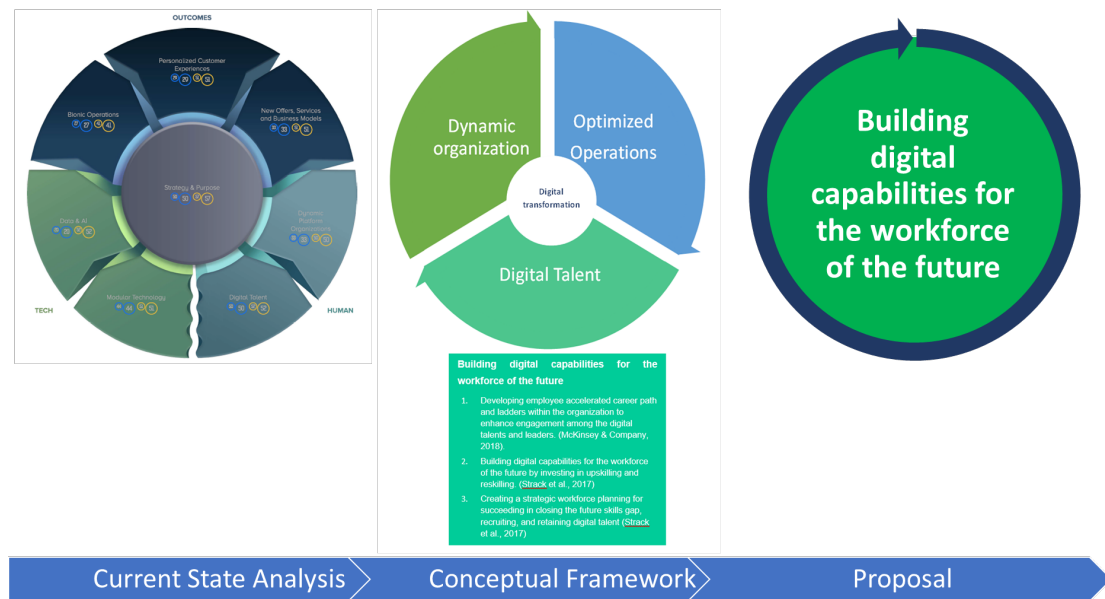 OUTCOMES
Personalized Customer
Experiences
Bionic Operations
New Offers, Services
and Business Models
Strategy & Purpose
Data & AI
Dynamic
Platform
Organizations
Modular Technology
Digital Talent
TECH
HUMAN
Dynamic
organization
Optimized
Operations
Digital
transformation
Digital Talent
Building digital capabilities for the
workforce of the future
1. Developing employee accelerated career path
and ladders within the organization to
enhance engagement among the digital
talents and leaders. (McKinsey & Company,
2018).
2. Building digital capabilities for the workforce
of the future by investing in upskilling and
reskilling. (Strack et al., 2017)
3. Creating a strategic workforce planning for
succeeding in closing the future skills gap,
recruiting, and retaining digital talent (Strack
et al., 2017)
Building
digital
capabilities for
the workforce
of the future
Current State Analysis
Conceptual Framework
Proposal